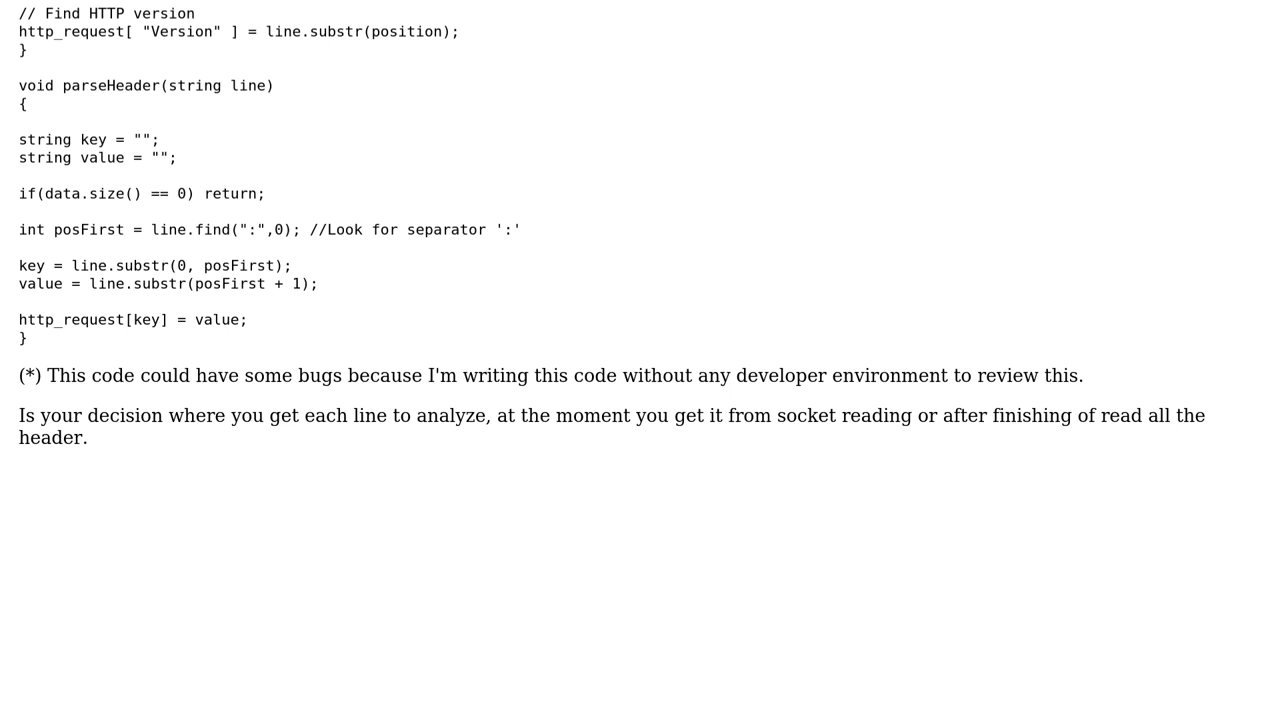 // Find HTTP version
http_request[ "Version" ] = line.substr(position);
}
void parseHeader(string line)
{
string key = "";
string value = "";
if(data.size() == 0) return;
int posFirst = line.find(":",0); //Look for separator ':'
key = line.substr(0, posFirst);
value = line.substr(posFirst + 1);
http_request[key] = value;
}
(*) This code could have some bugs because I'm writing this code without any developer environment to review this.
Is your decision where you get each line to analyze, at the moment you get it from socket reading or after finishing of read all the
header.